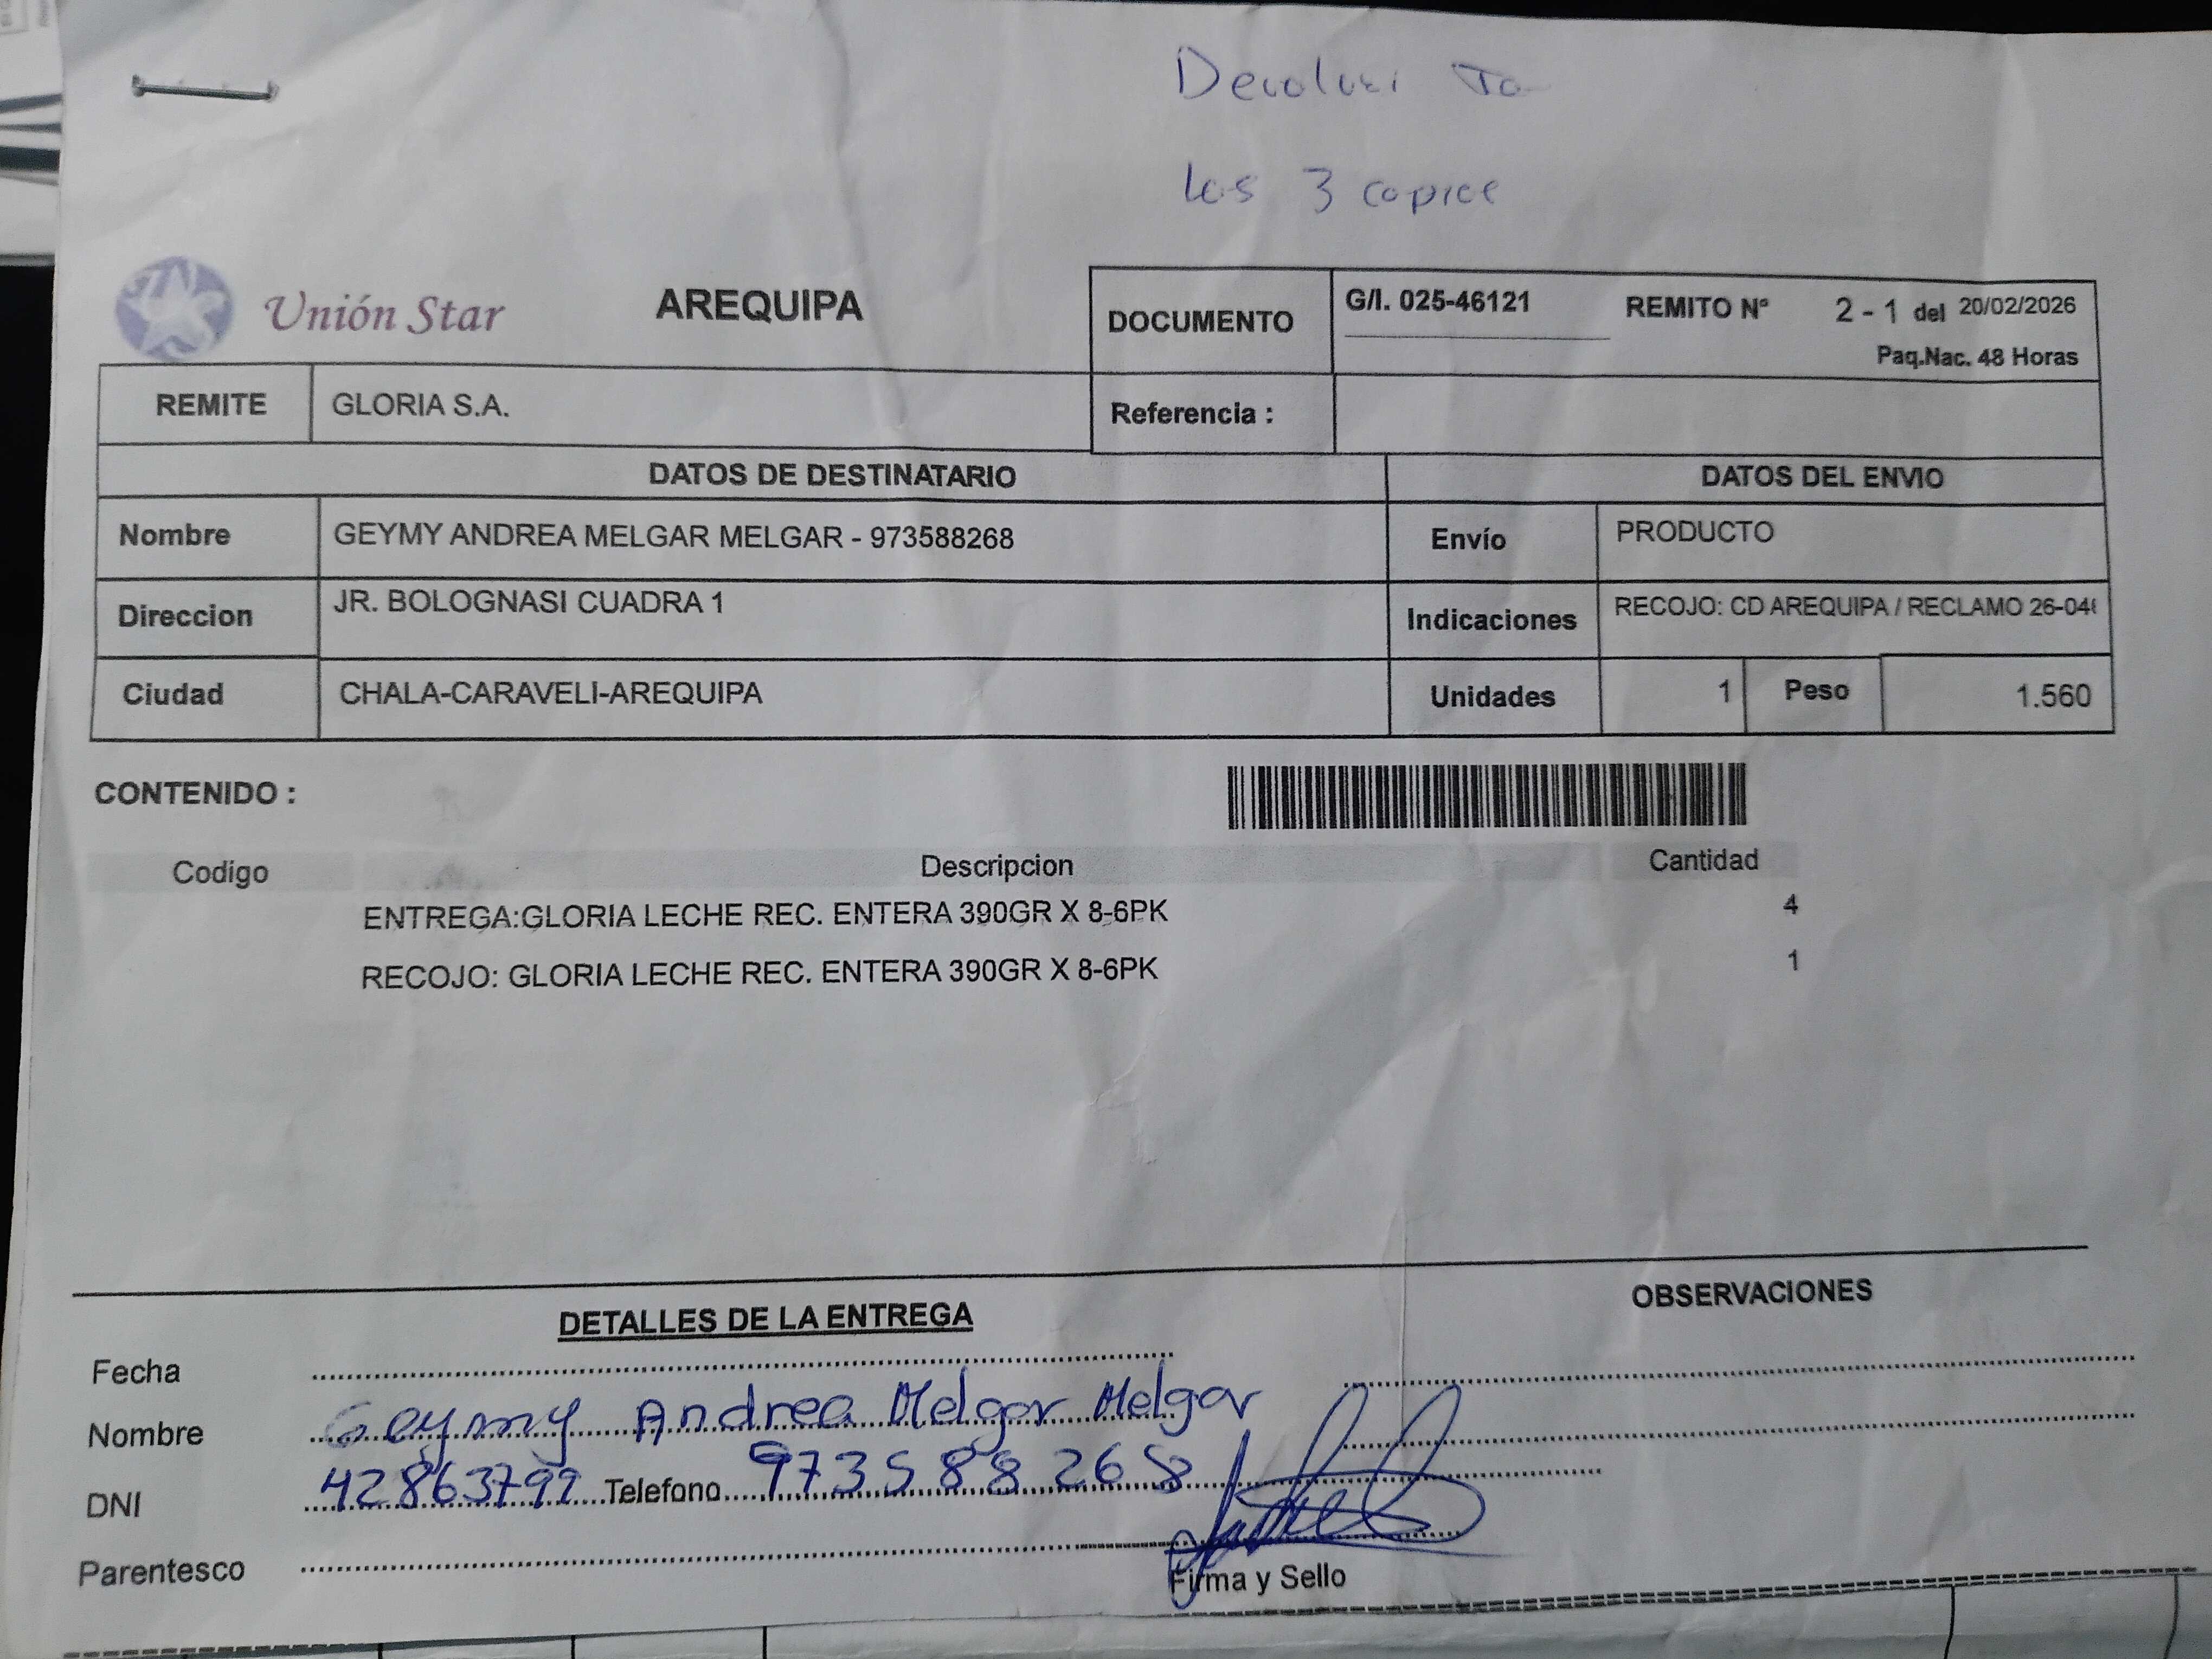 Devoluci
los 3 copies
Unión Star
AREQUIPA
DOCUMENTO
G/I. 025-46121
REMITO Nº 2 - 1 del 20/02/2026
Paq.Nac. 48 Horas
REMITE
GLORIA S.A.
Referencia :
DATOS DE DESTINATARIO
DATOS DEL ENVIO
Nombre
GEYMY ANDREA MELGAR MELGAR - 973588268
Envío
PRODUCTO
Direccion
JR. BOLOGNASI CUADRA 1
Indicaciones
RECOJO: CD AREQUIPA / RECLAMO 26-04
Ciudad
CHALA-CARAVELI-AREQUIPA
Unidades
1
Peso
1.560
CONTENIDO :
Codigo Descripcion Cantidad
ENTREGA:GLORIA LECHE REC. ENTERA 390GR X 8-6PK 4
RECOJO: GLORIA LECHE REC. ENTERA 390GR X 8-6PK 1
DETALLES DE LA ENTREGA
OBSERVACIONES
Fecha
Nombre Geymy Andrea Melgar Melgar
DNI 42863799 Telefono 973588268
Parentesco
Firma y Sello